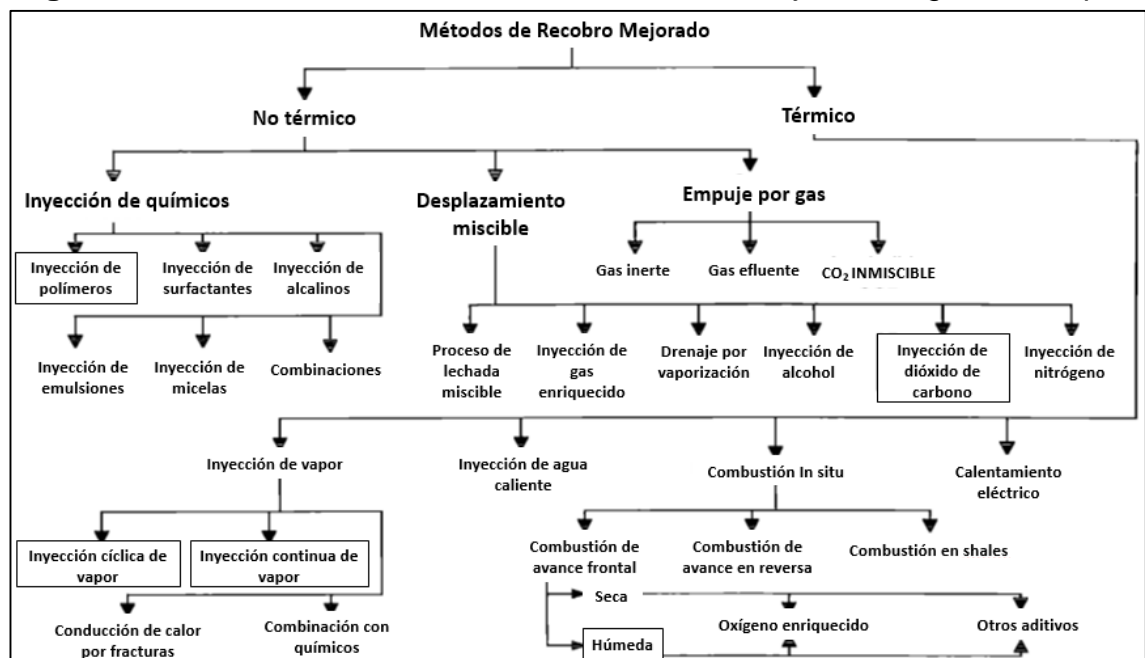 Métodos de Recobro Mejorado
No térmico
Térmico
Inyección de químicos
Desplazamiento
miscible
Empuje por gas
Inyección de
polímeros
Inyección de
surfactantes
Inyección de
alcalinos
Gas inerte
Gas efluente
CO₂ INMISCIBLE
Inyección de
emulsiones
Inyección de
micelas
Combinaciones
Proceso de
lechada
miscible
Inyección de
gas
enriquecido
Drenaje por
vaporización
Inyección de
alcohol
Inyección de
dióxido de
carbono
Inyección de
nitrógeno
Inyección de vapor
Inyección de agua
caliente
Combustión In situ
Calentamiento
eléctrico
Inyección cíclica de
vapor
Inyección continua de
vapor
Combustión de
avance frontal
Combustión de
avance en reversa
Combustión en shales
Conducción de calor
por fracturas
Combinación con
químicos
Seca
Oxígeno enriquecido
Otros aditivos
Húmeda